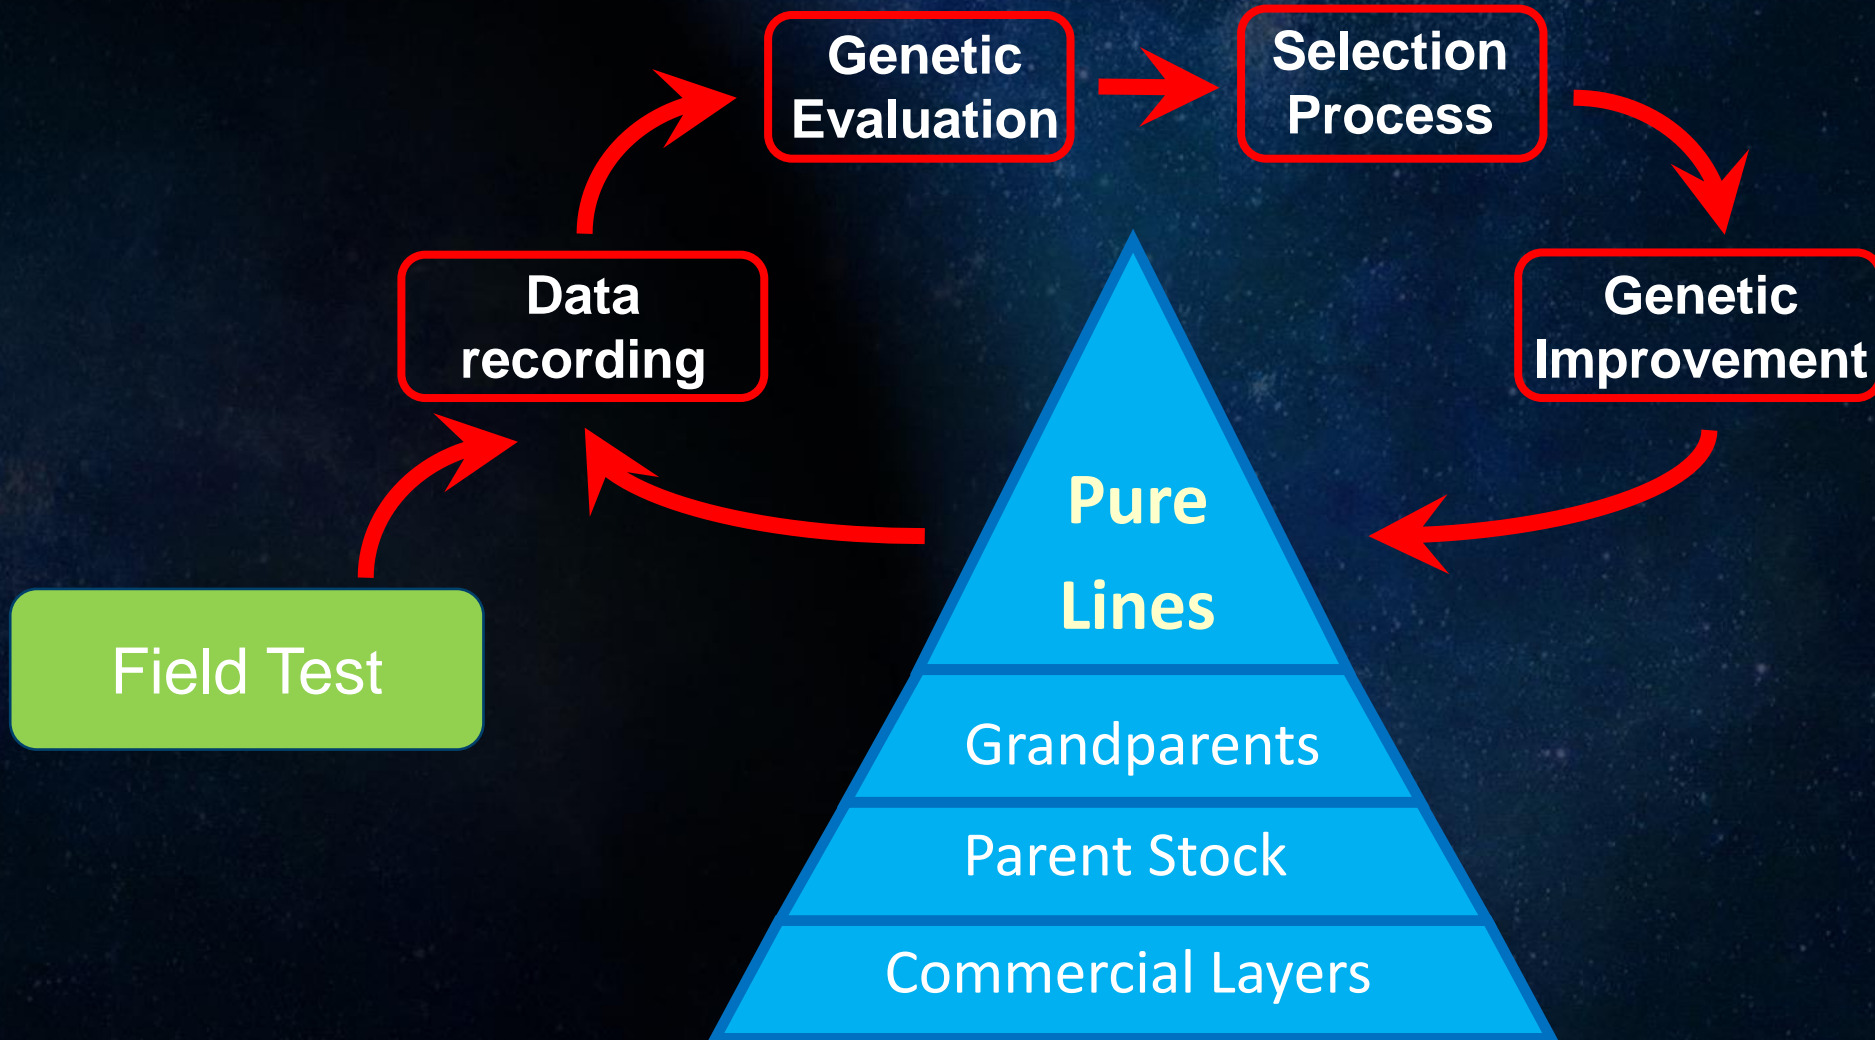 Genetic
Evaluation
Selection
Process
Data
recording
Genetic
Improvement
Pure
Lines
Field Test
Grandparents
Parent Stock
Commercial Layers